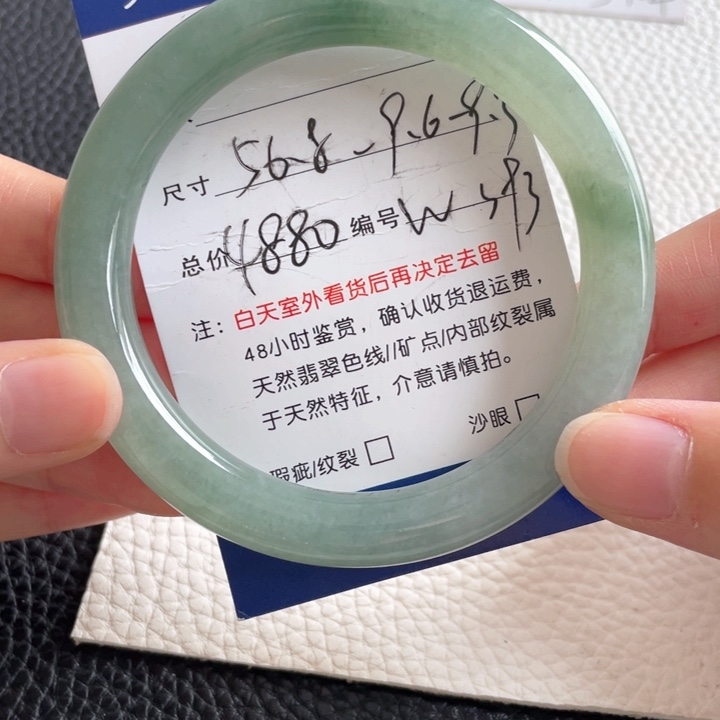 尺寸 56.8 - 9.6 - 9.3
总价 4880 编号 W
注：白天室外看货后再决定去留
48小时鉴赏，确认收货退运费，
天然翡翠色线//矿点/内部纹裂属
于天然特征，介意请慎拍。
瑕疵/纹裂 □ 沙眼 □